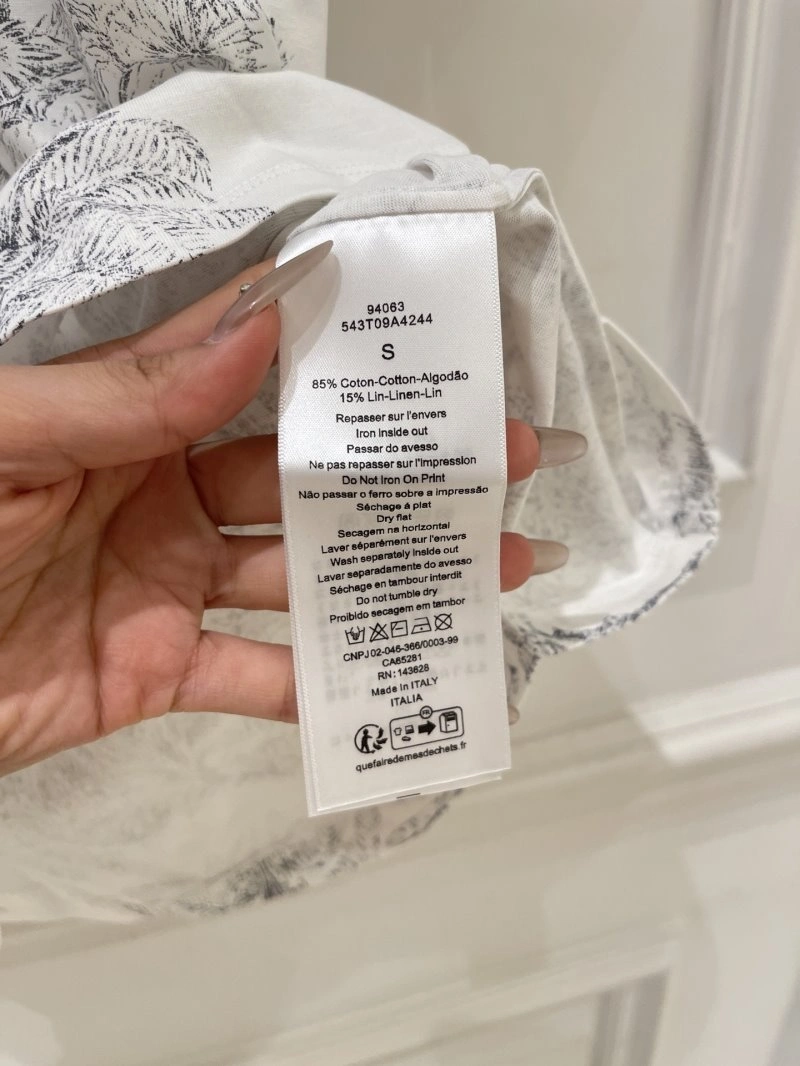 94063
543T09A4244
S
85% Coton-Cotton-Algodão
15% Lin-Linen-Lin
Repasser sur l'envers
Iron inside out
Passar do avesso
Ne pas repasser sur l'impression
Do Not Iron On Print
Não passar o ferro sobre a impressão
Séchage à plat
Dry flat
Secagem na horizontal
Laver séparément sur l'envers
Wash separately inside out
Lavar separadamente do avesso
Séchage en tambour interdit
Do not tumble dry
Proibido secagem em tambor
CNPJ 02-046-366/0003-99
CA65281
RN: 143628
Made in ITALY
ITALIA
FR
quefairedemesdechets.fr